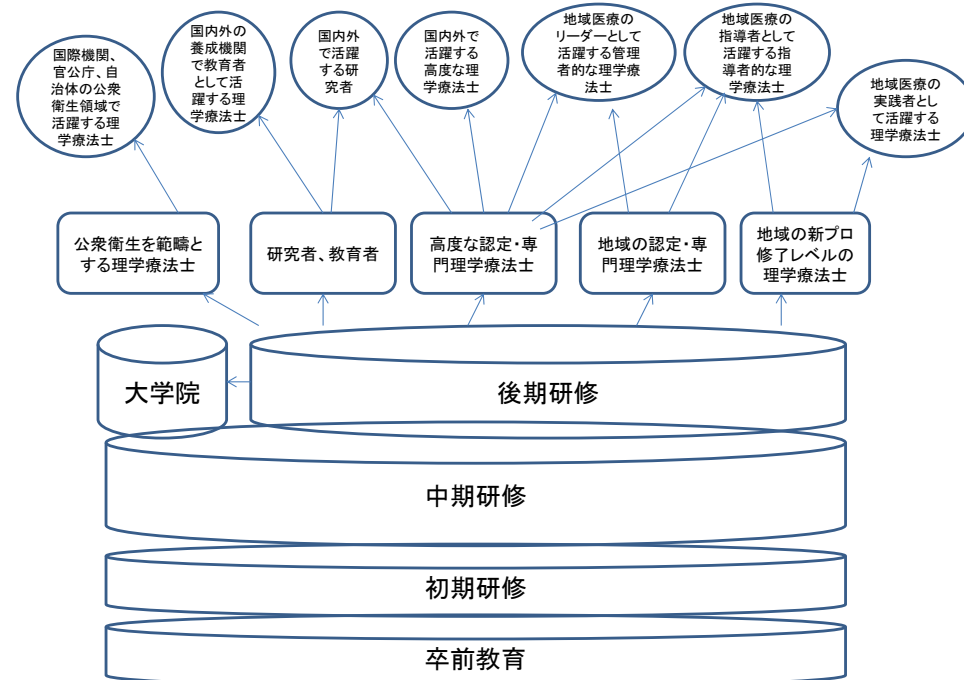 国際機関、
官公庁、自
治体の公衆
衛生領域で
活躍する理
学療法士
国内外の
養成機関
で教育者
として活
躍する理
学療法士
国内外
で活躍
する研
究者
国内外で
活躍する
高度な理
学療法士
地域医療の
リーダーとして
活躍する管理
者的な理学療
法士
地域医療の
指導者として
活躍する指
導者的な理
学療法士
地域医療の
実践者とし
て活躍する
理学療法士
公衆衛生を範疇と
する理学療法士
研究者、教育者
高度な認定・専
門理学療法士
地域の認定・専
門理学療法士
地域の新プロ
修了レベルの
理学療法士
大学院
後期研修
中期研修
初期研修
卒前教育